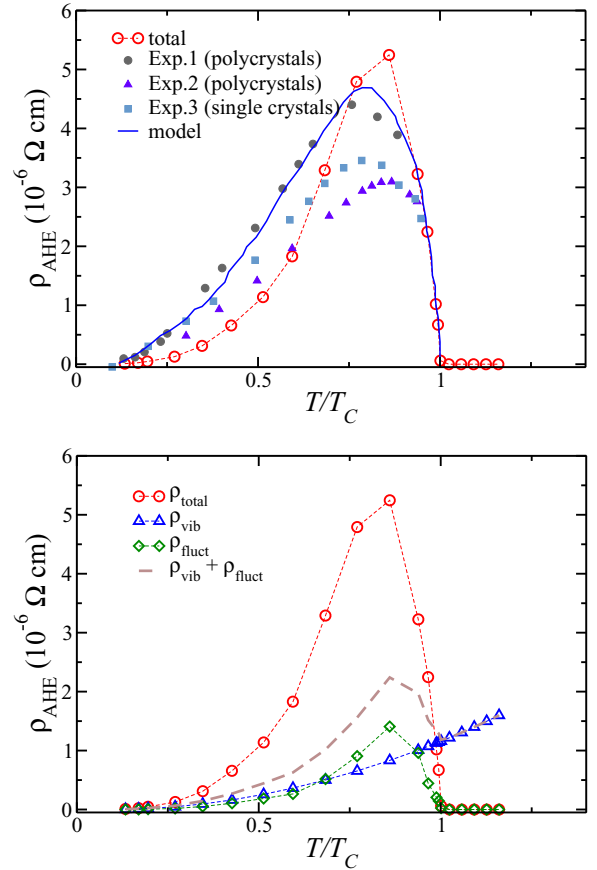 6
total
Exp.1 (polycrystals)
5
Exp.2 (polycrystals)
Exp.3 (single crystals)
4
model
3
2
1
0
ρAHE (10⁻⁶ Ω cm)
0 0.5 1
T/TC
6
ρtotal
5
ρvib
ρfluct
4
ρvib + ρfluct
3
2
1
0
ρAHE (10⁻⁶ Ω cm)
0 0.5 1
T/TC